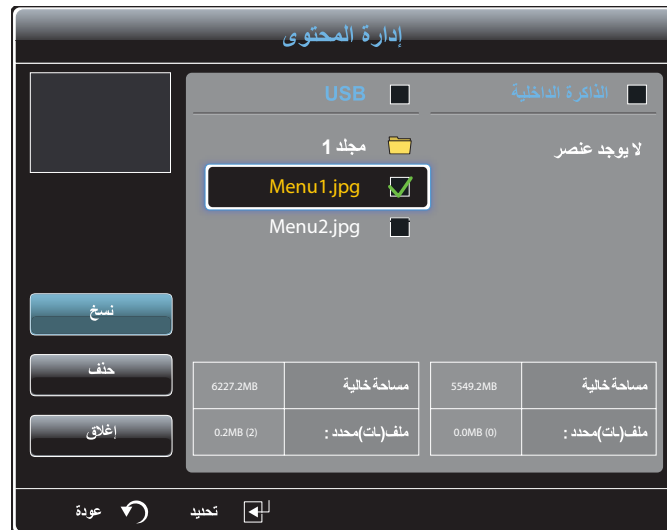 إدارة المحتوى
الذاكرة الداخلية
لا يوجد عنصر
USB
مجلد 1
Menu1.jpg
Menu2.jpg
مساحة خالية 5549.2MB
ملف(ات)محدد : 0.0MB (0)
مساحة خالية 6227.2MB
ملف(ات)محدد : 0.2MB (2)
نسخ
حذف
إغلاق
تحديد
عودة